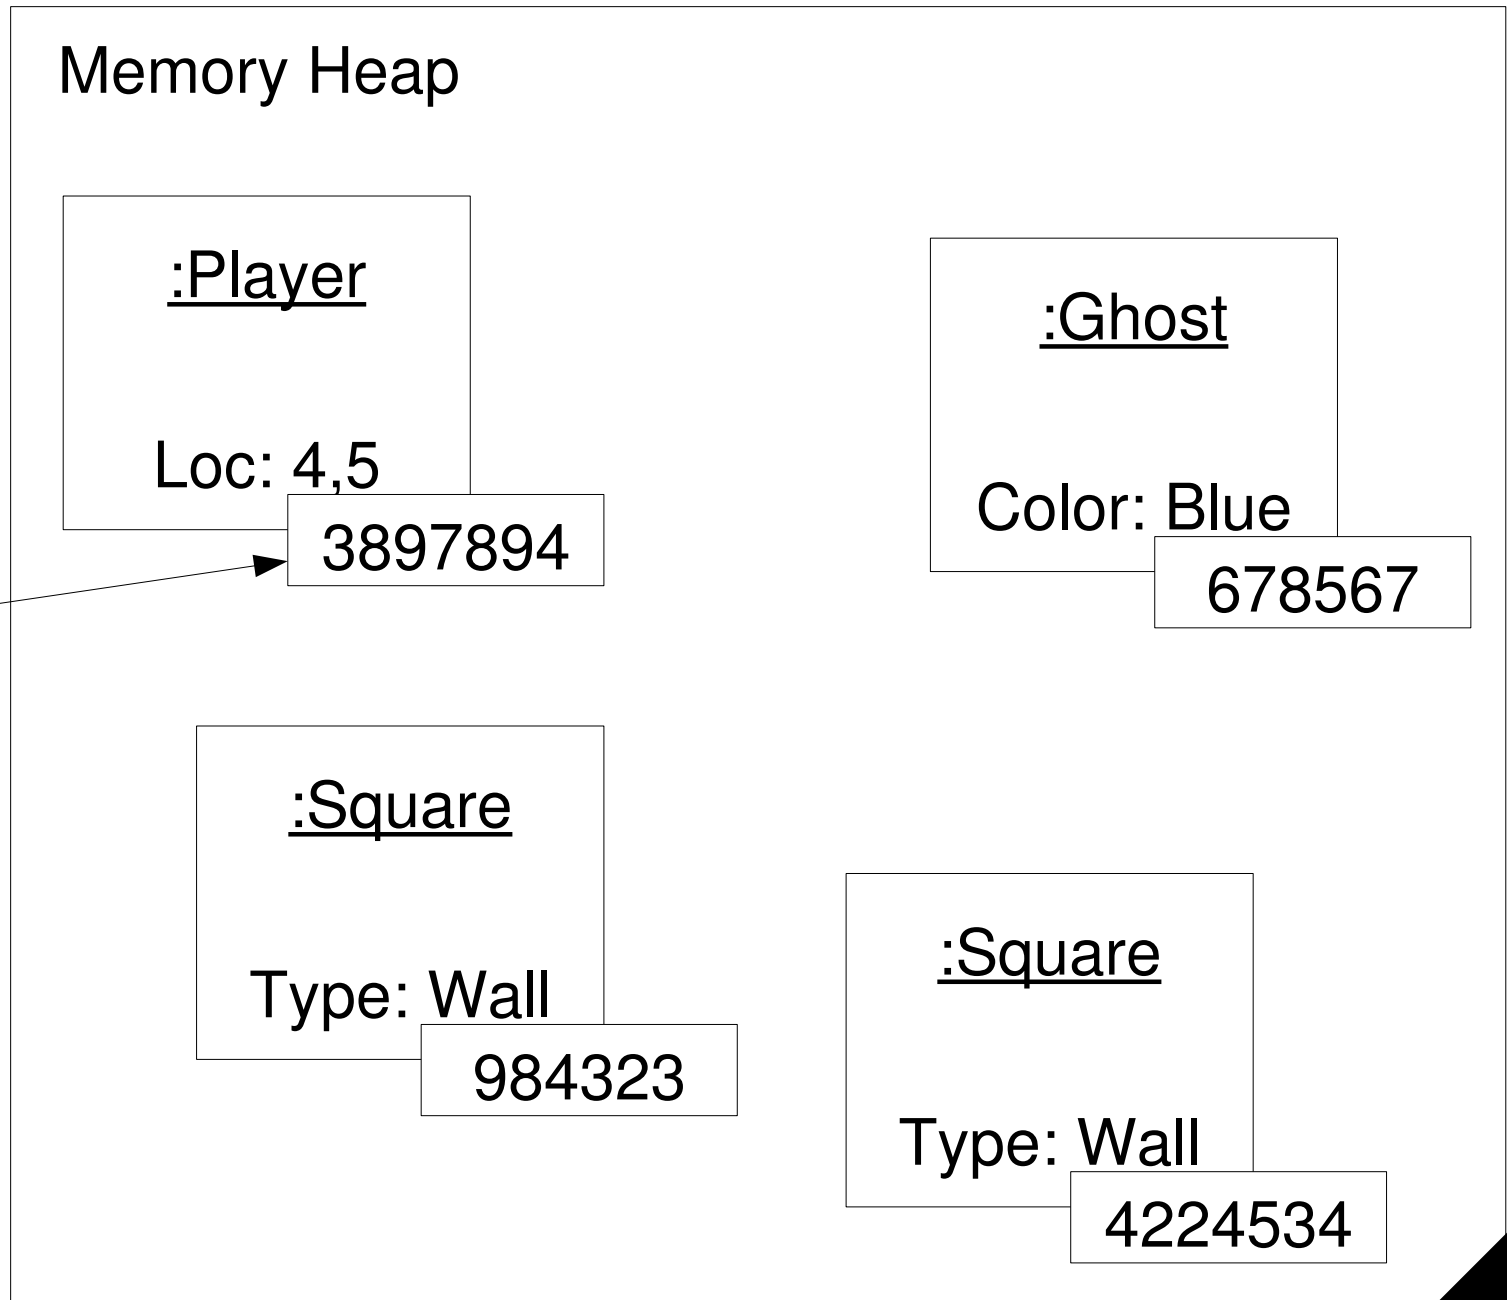 Memory Heap
:Player
Loc: 4,5
3897894
:Ghost
Color: Blue
678567
:Square
Type: Wall
984323
:Square
Type: Wall
4224534